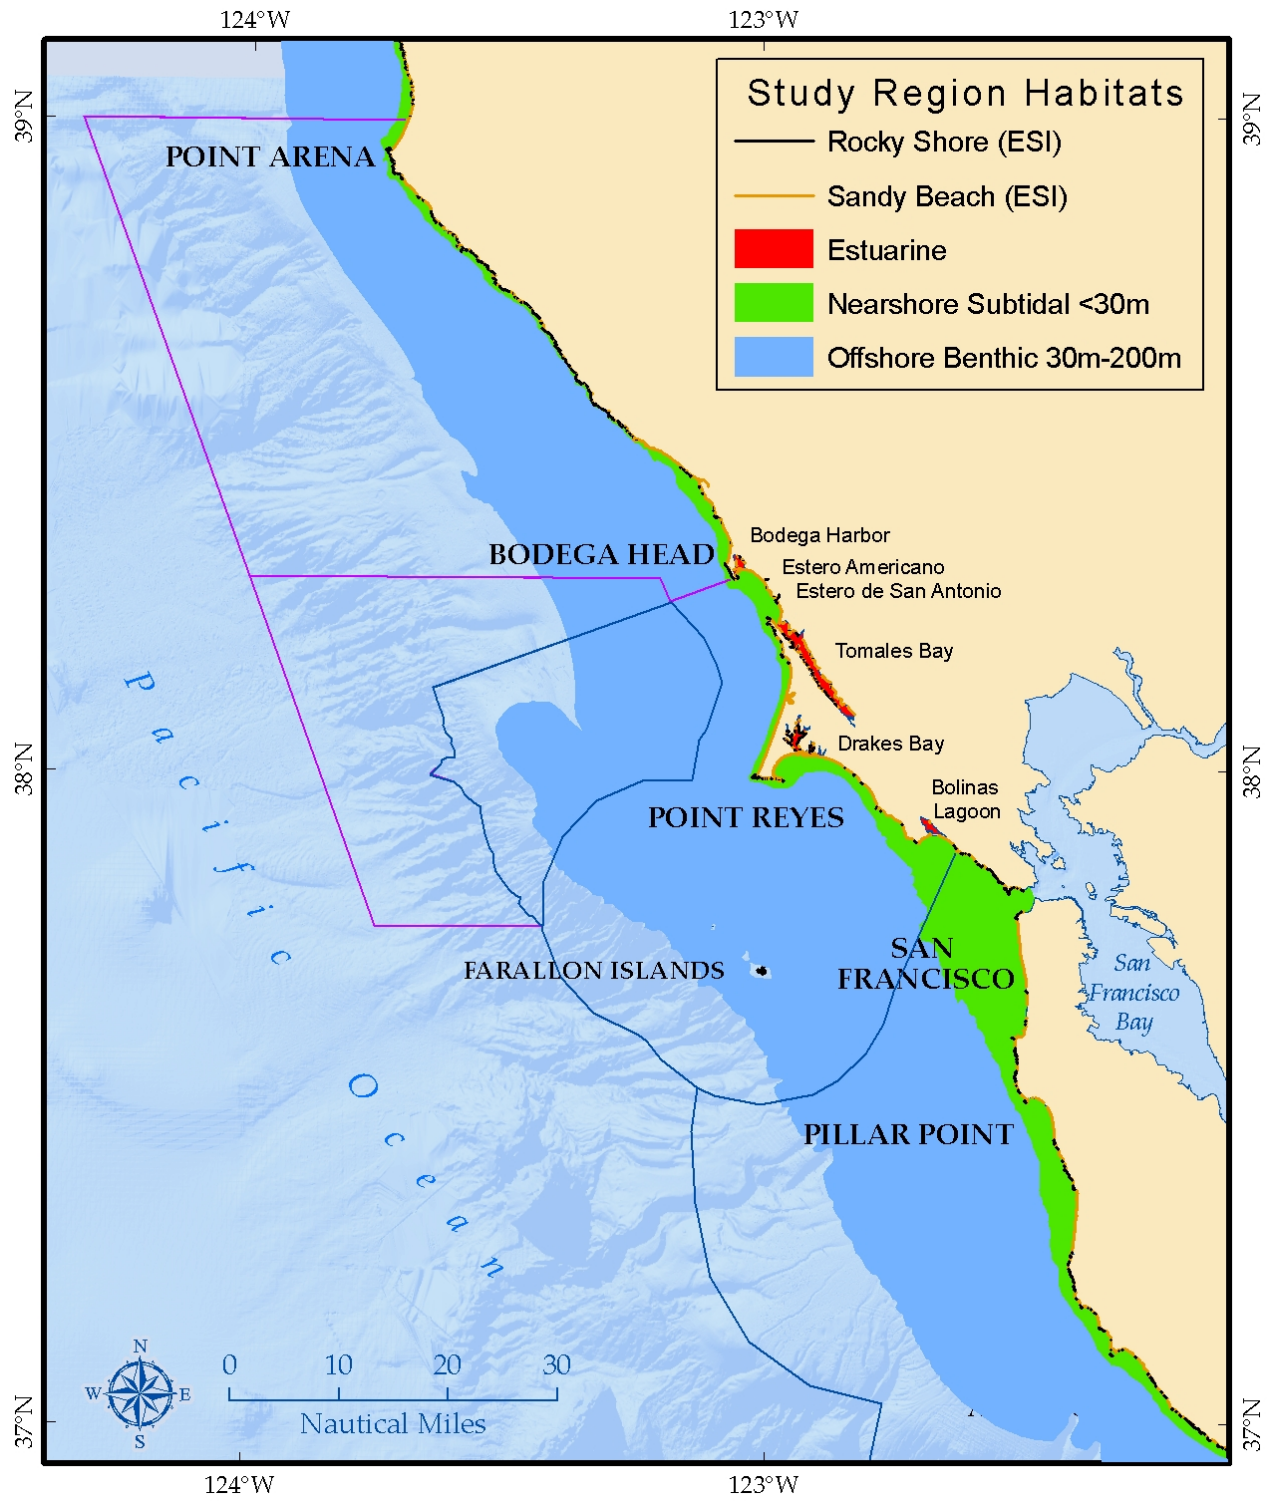 124°W
123°W
39°N
39°N
Study Region Habitats
Rocky Shore (ESI)
Sandy Beach (ESI)
Estuarine
Nearshore Subtidal <30m
Offshore Benthic 30m-200m
POINT ARENA
BODEGA HEAD
Bodega Harbor
Estero Americano
Estero de San Antonio
Tomales Bay
Drakes Bay
38°N
38°N
Bolinas
Lagoon
POINT REYES
Pacific
FARALLON ISLANDS
SAN
FRANCISCO
San
Francisco
Bay
Ocean
PILLAR POINT
N
W
E
S
0 10 20 30
Nautical Miles
37°N
37°N
124°W
123°W